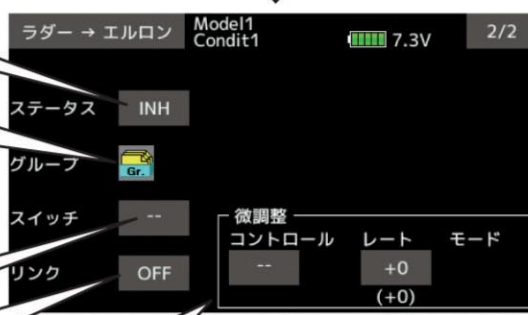 ラダー → エルロン
Model1
Condit1
7.3V
2/2
ステータス INH
グループ Gr.
スイッチ --
リンク OFF
微調整
コントロール レート モード
-- +0
(+0)